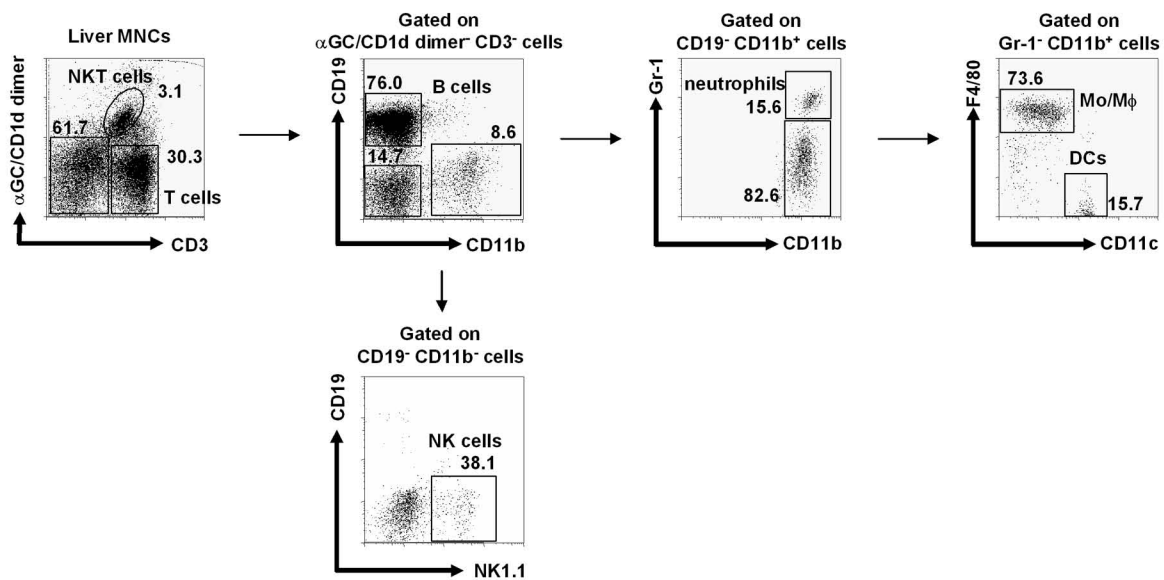 Liver MNCs
αGC/CD1d dimer
NKT cells
3.1
61.7
30.3
T cells
CD3
Gated on
αGC/CD1d dimer⁻ CD3⁻ cells
CD19
76.0
B cells
8.6
14.7
CD11b
Gated on
CD19⁻ CD11b⁺ cells
Gr-1
neutrophils
15.6
82.6
CD11b
Gated on
Gr-1⁻ CD11b⁺ cells
F4/80
73.6
Mo/Mϕ
DCs
15.7
CD11c
Gated on
CD19⁻ CD11b⁻ cells
CD19
NK cells
38.1
NK1.1